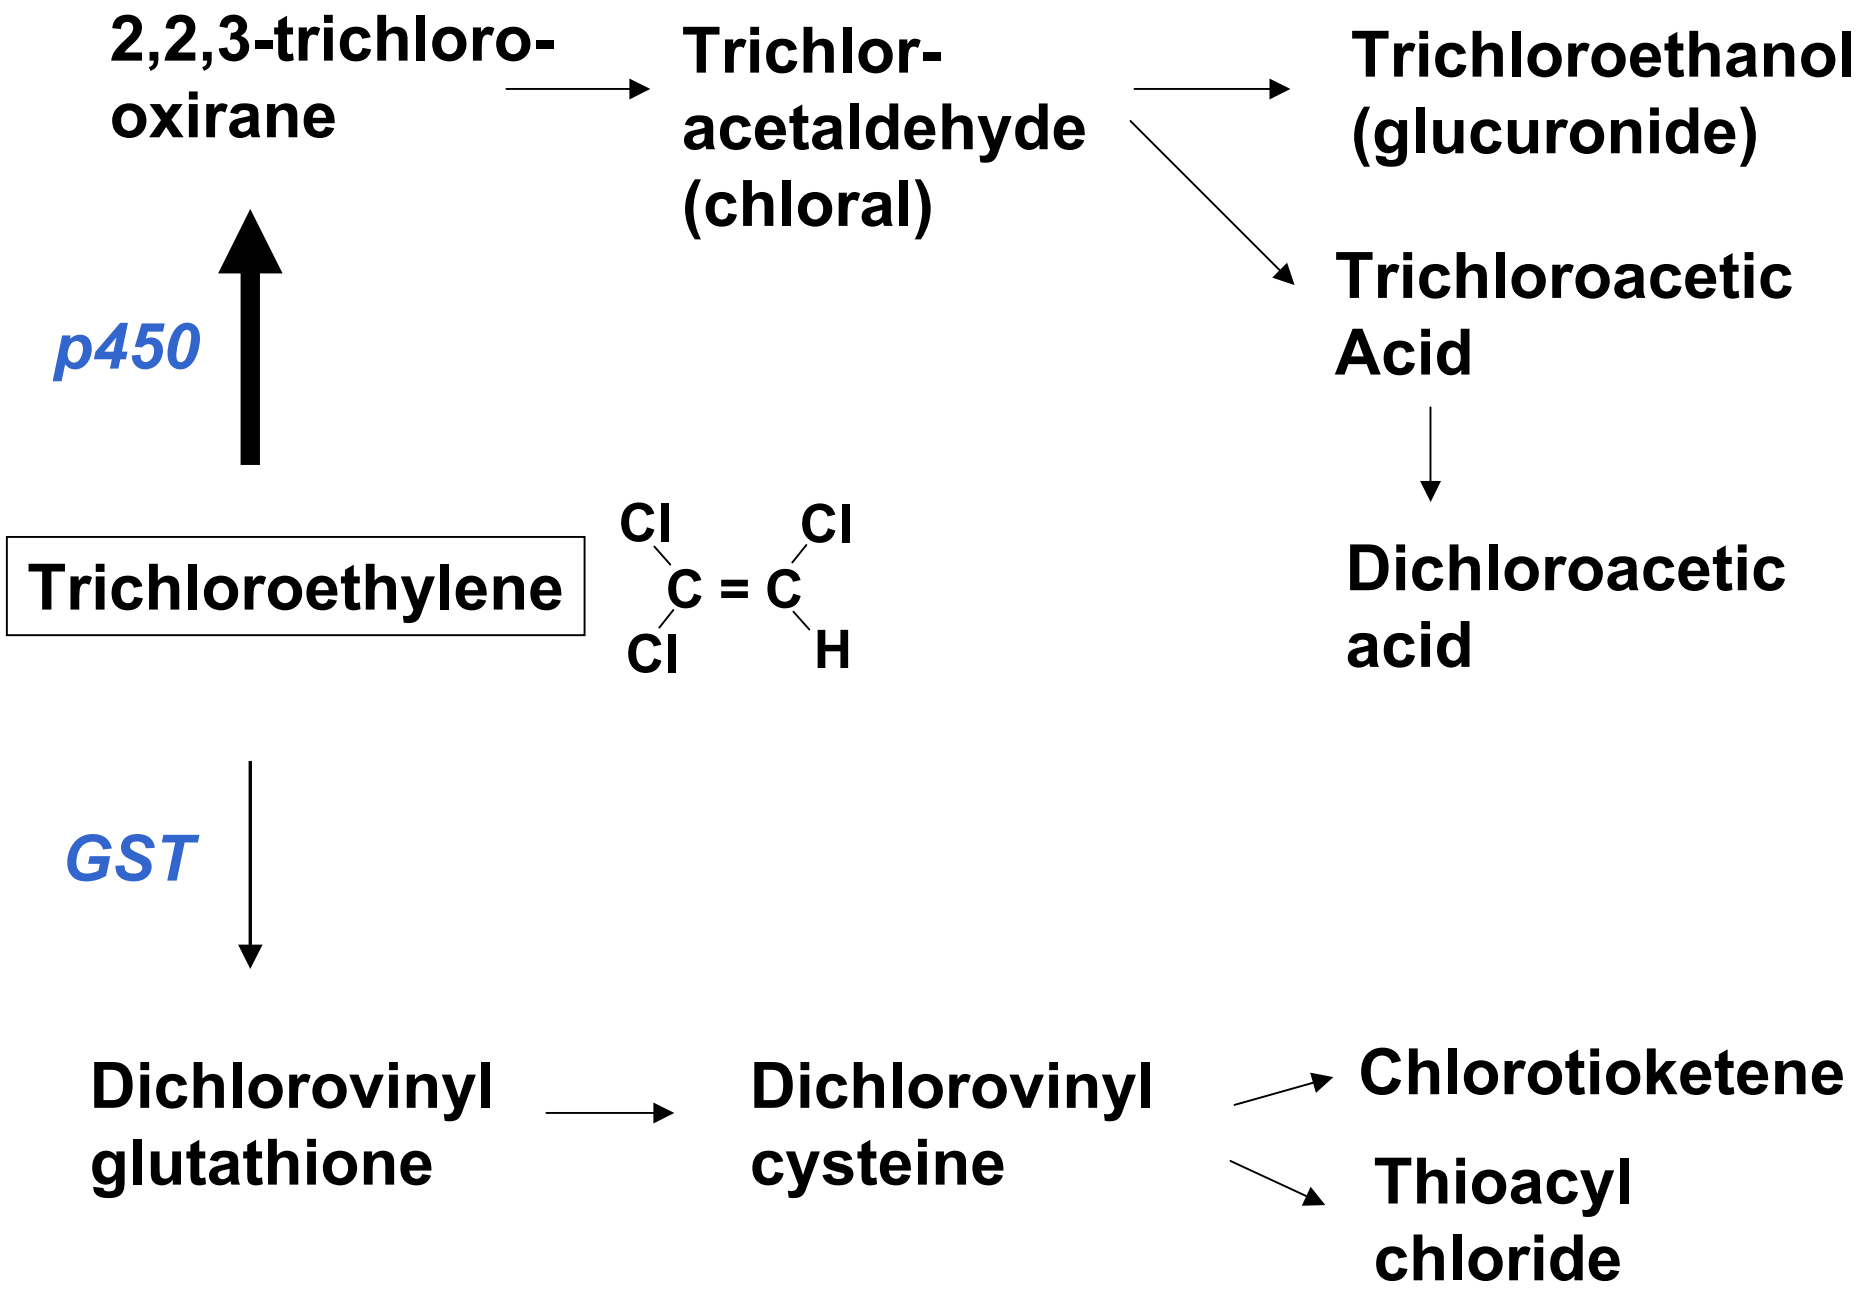 2,2,3-trichloro-
oxirane
Trichlor-
acetaldehyde
(chloral)
Trichloroethanol
(glucuronide)
Trichloroacetic
Acid
p450
Dichloroacetic
acid
Trichloroethylene
Cl Cl
C = C
Cl H
GST
Dichlorovinyl
glutathione
Dichlorovinyl
cysteine
Chlorotioketene
Thioacyl
chloride